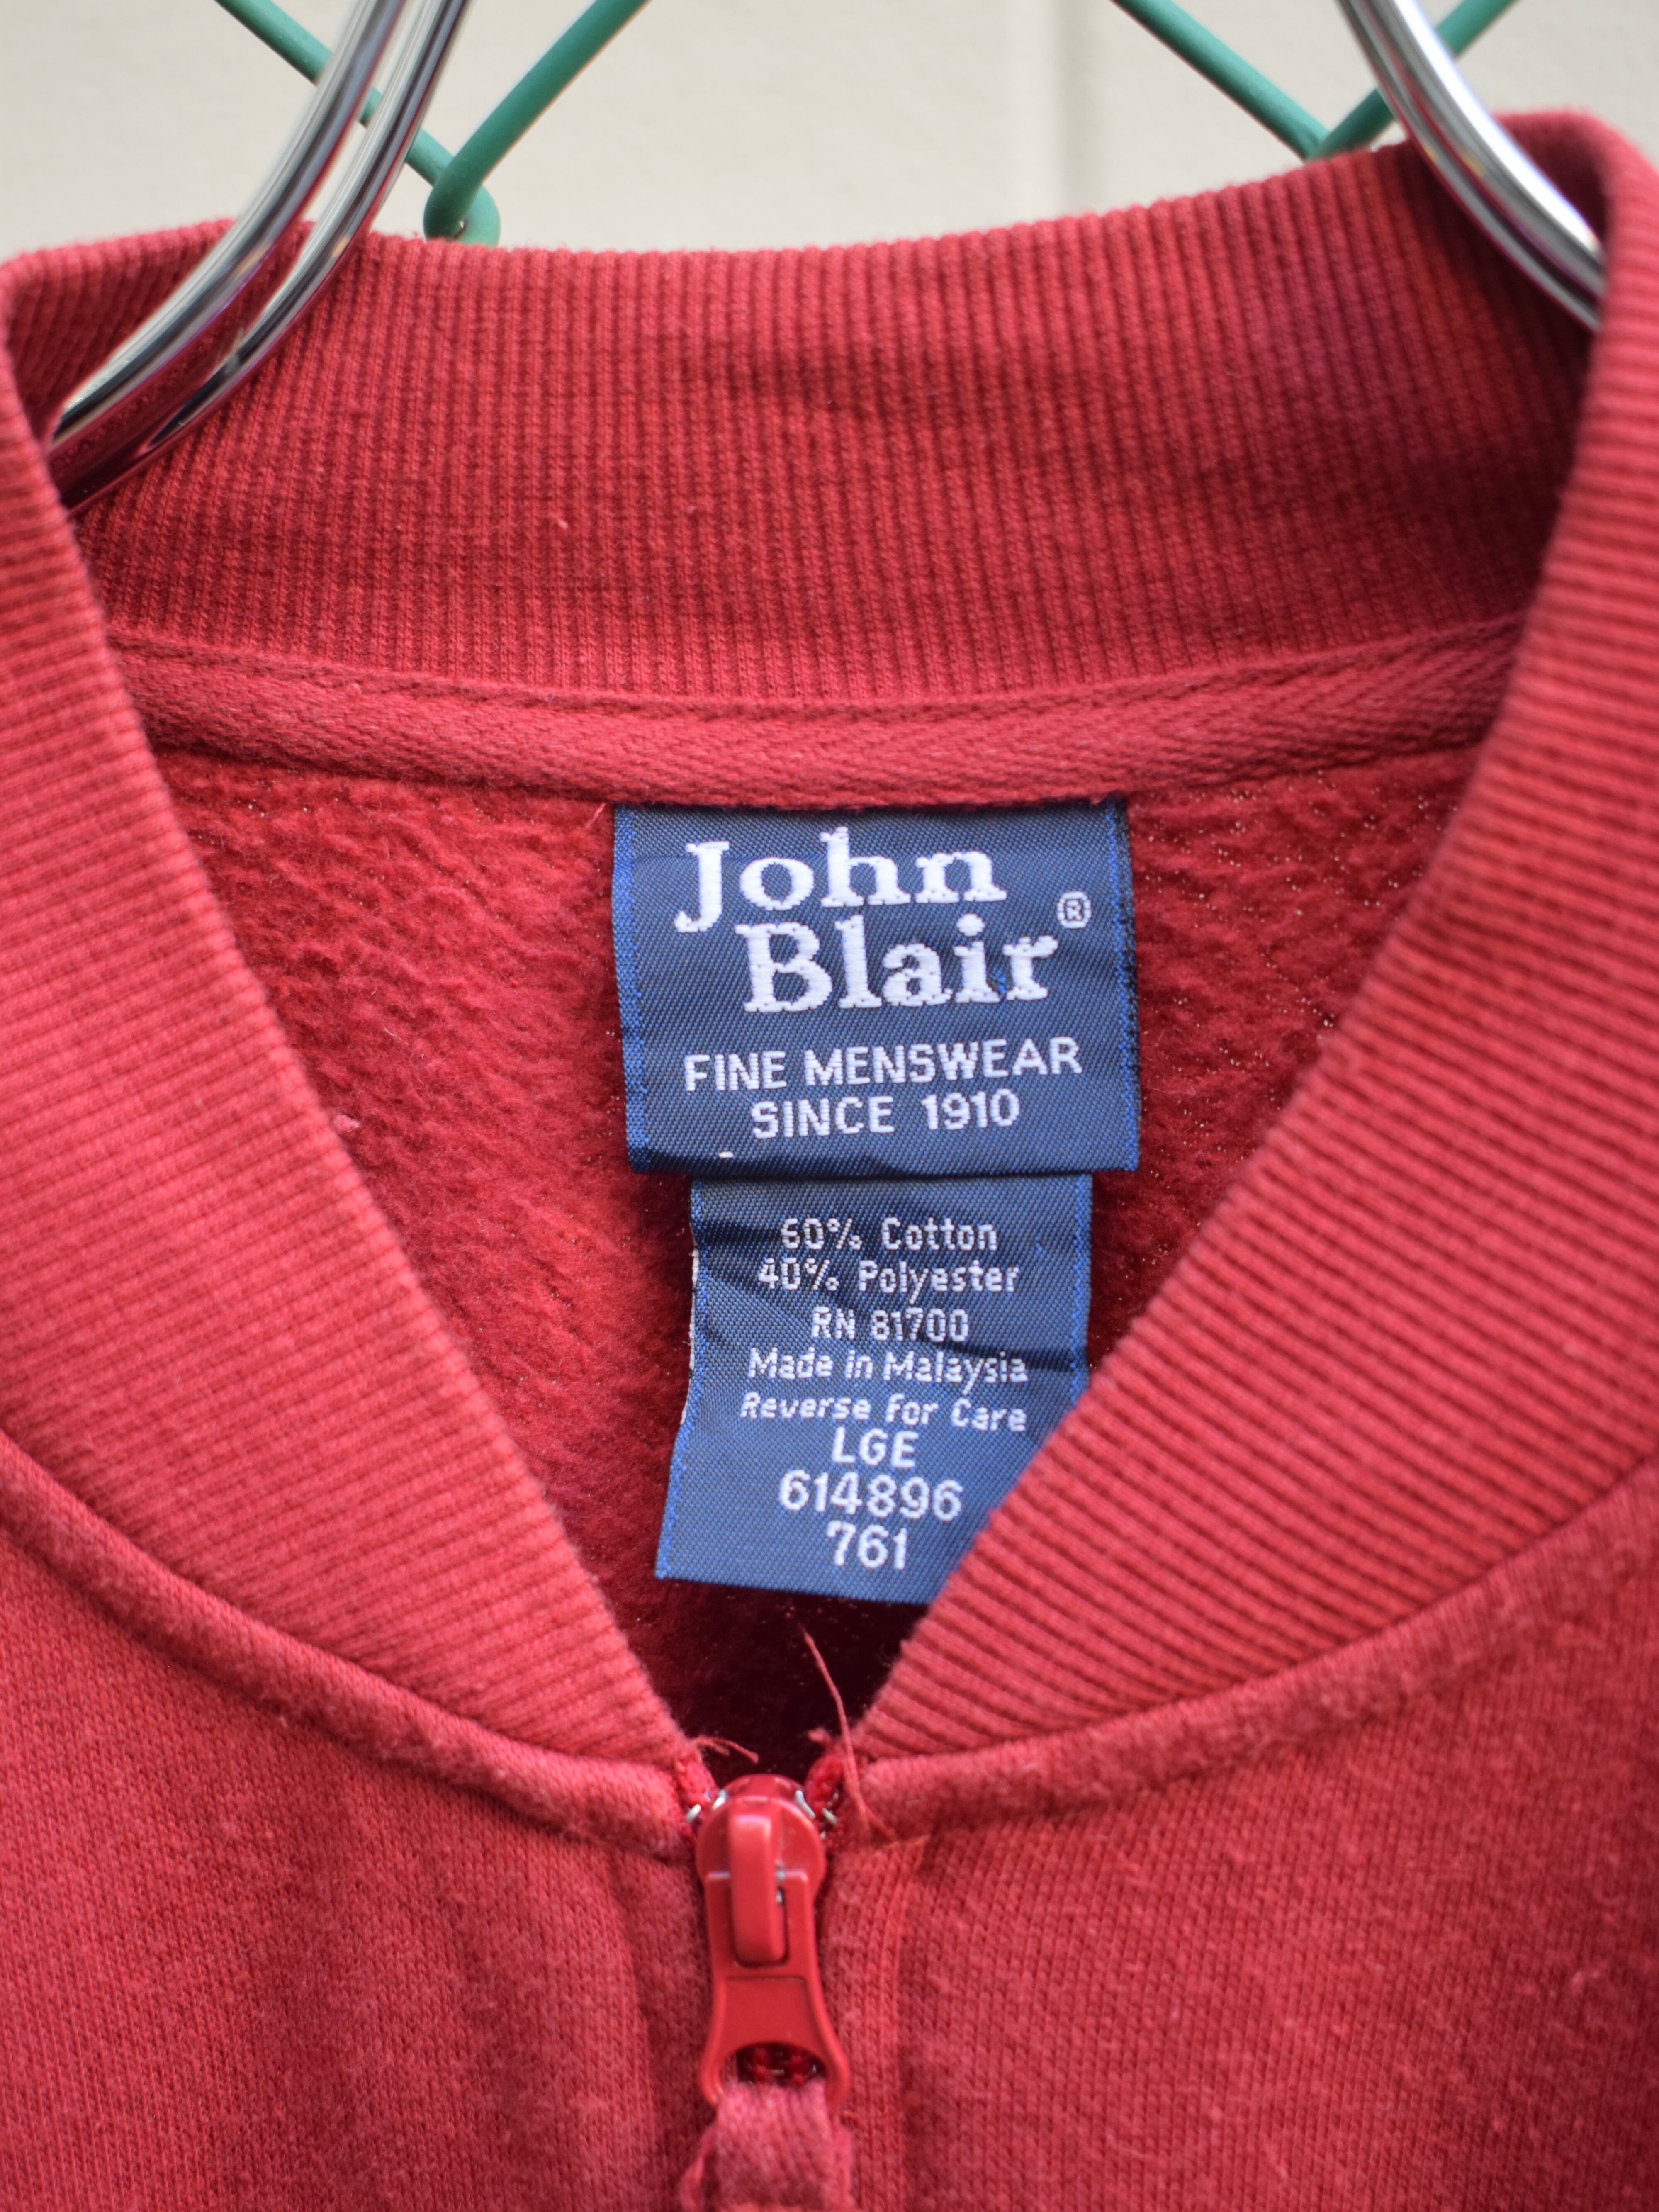 John
Blair®
FINE MENSWEAR
SINCE 1910
60% Cotton
40% Polyester
RN 81700
Made in Malaysia
Reverse for Care
LGE
614896
761